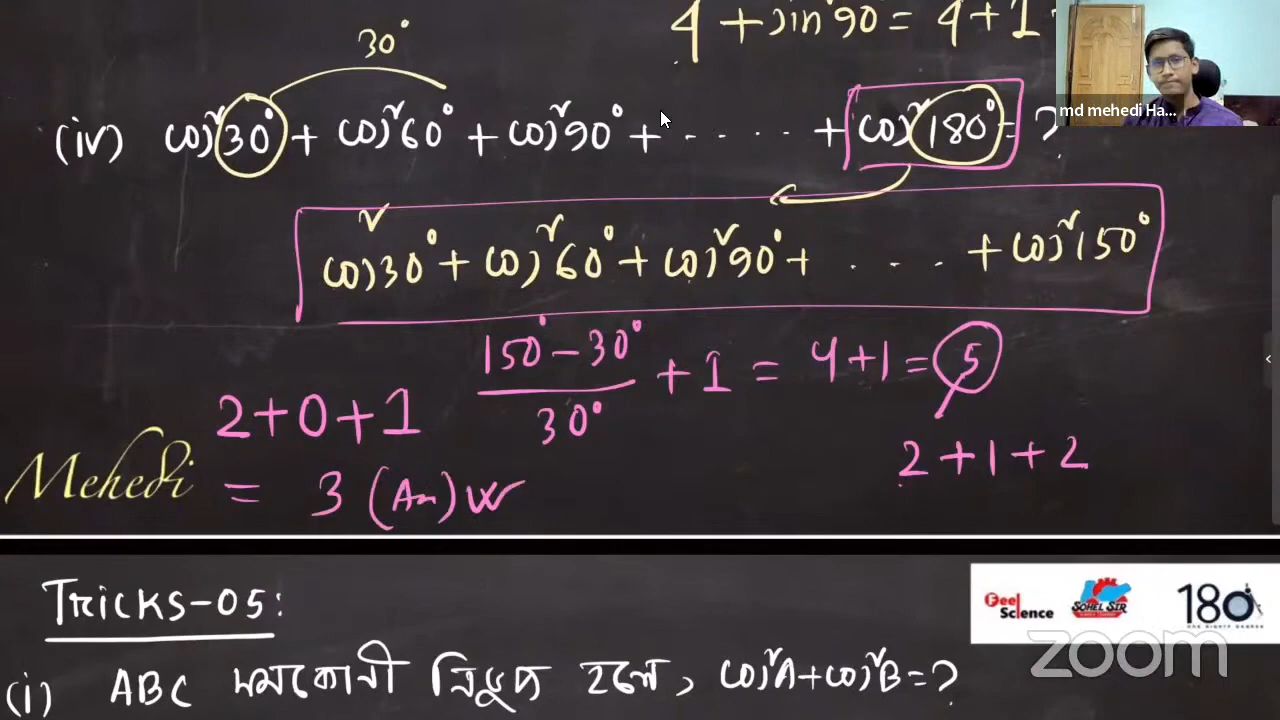 30°
4 + sin²90 = 4 + 1
md mehedi Ha...
(iv) cos²30° + cos²60° + cos²90° + ..... + cos²180° = ?
cos²30° + cos²60° + cos²90° + .... + cos²150°
150° - 30° / 30° + 1 = 4 + 1 = 5
2 + 0 + 1
2 + 1 + 2
Mehedi
= 3 (Ans)
TRICKS-05:
Feel Science
SOHEL SIR
180
zoom
(i) ABC সমকোনী ত্রিভুজ হলে, cos²A + cos²B = ?